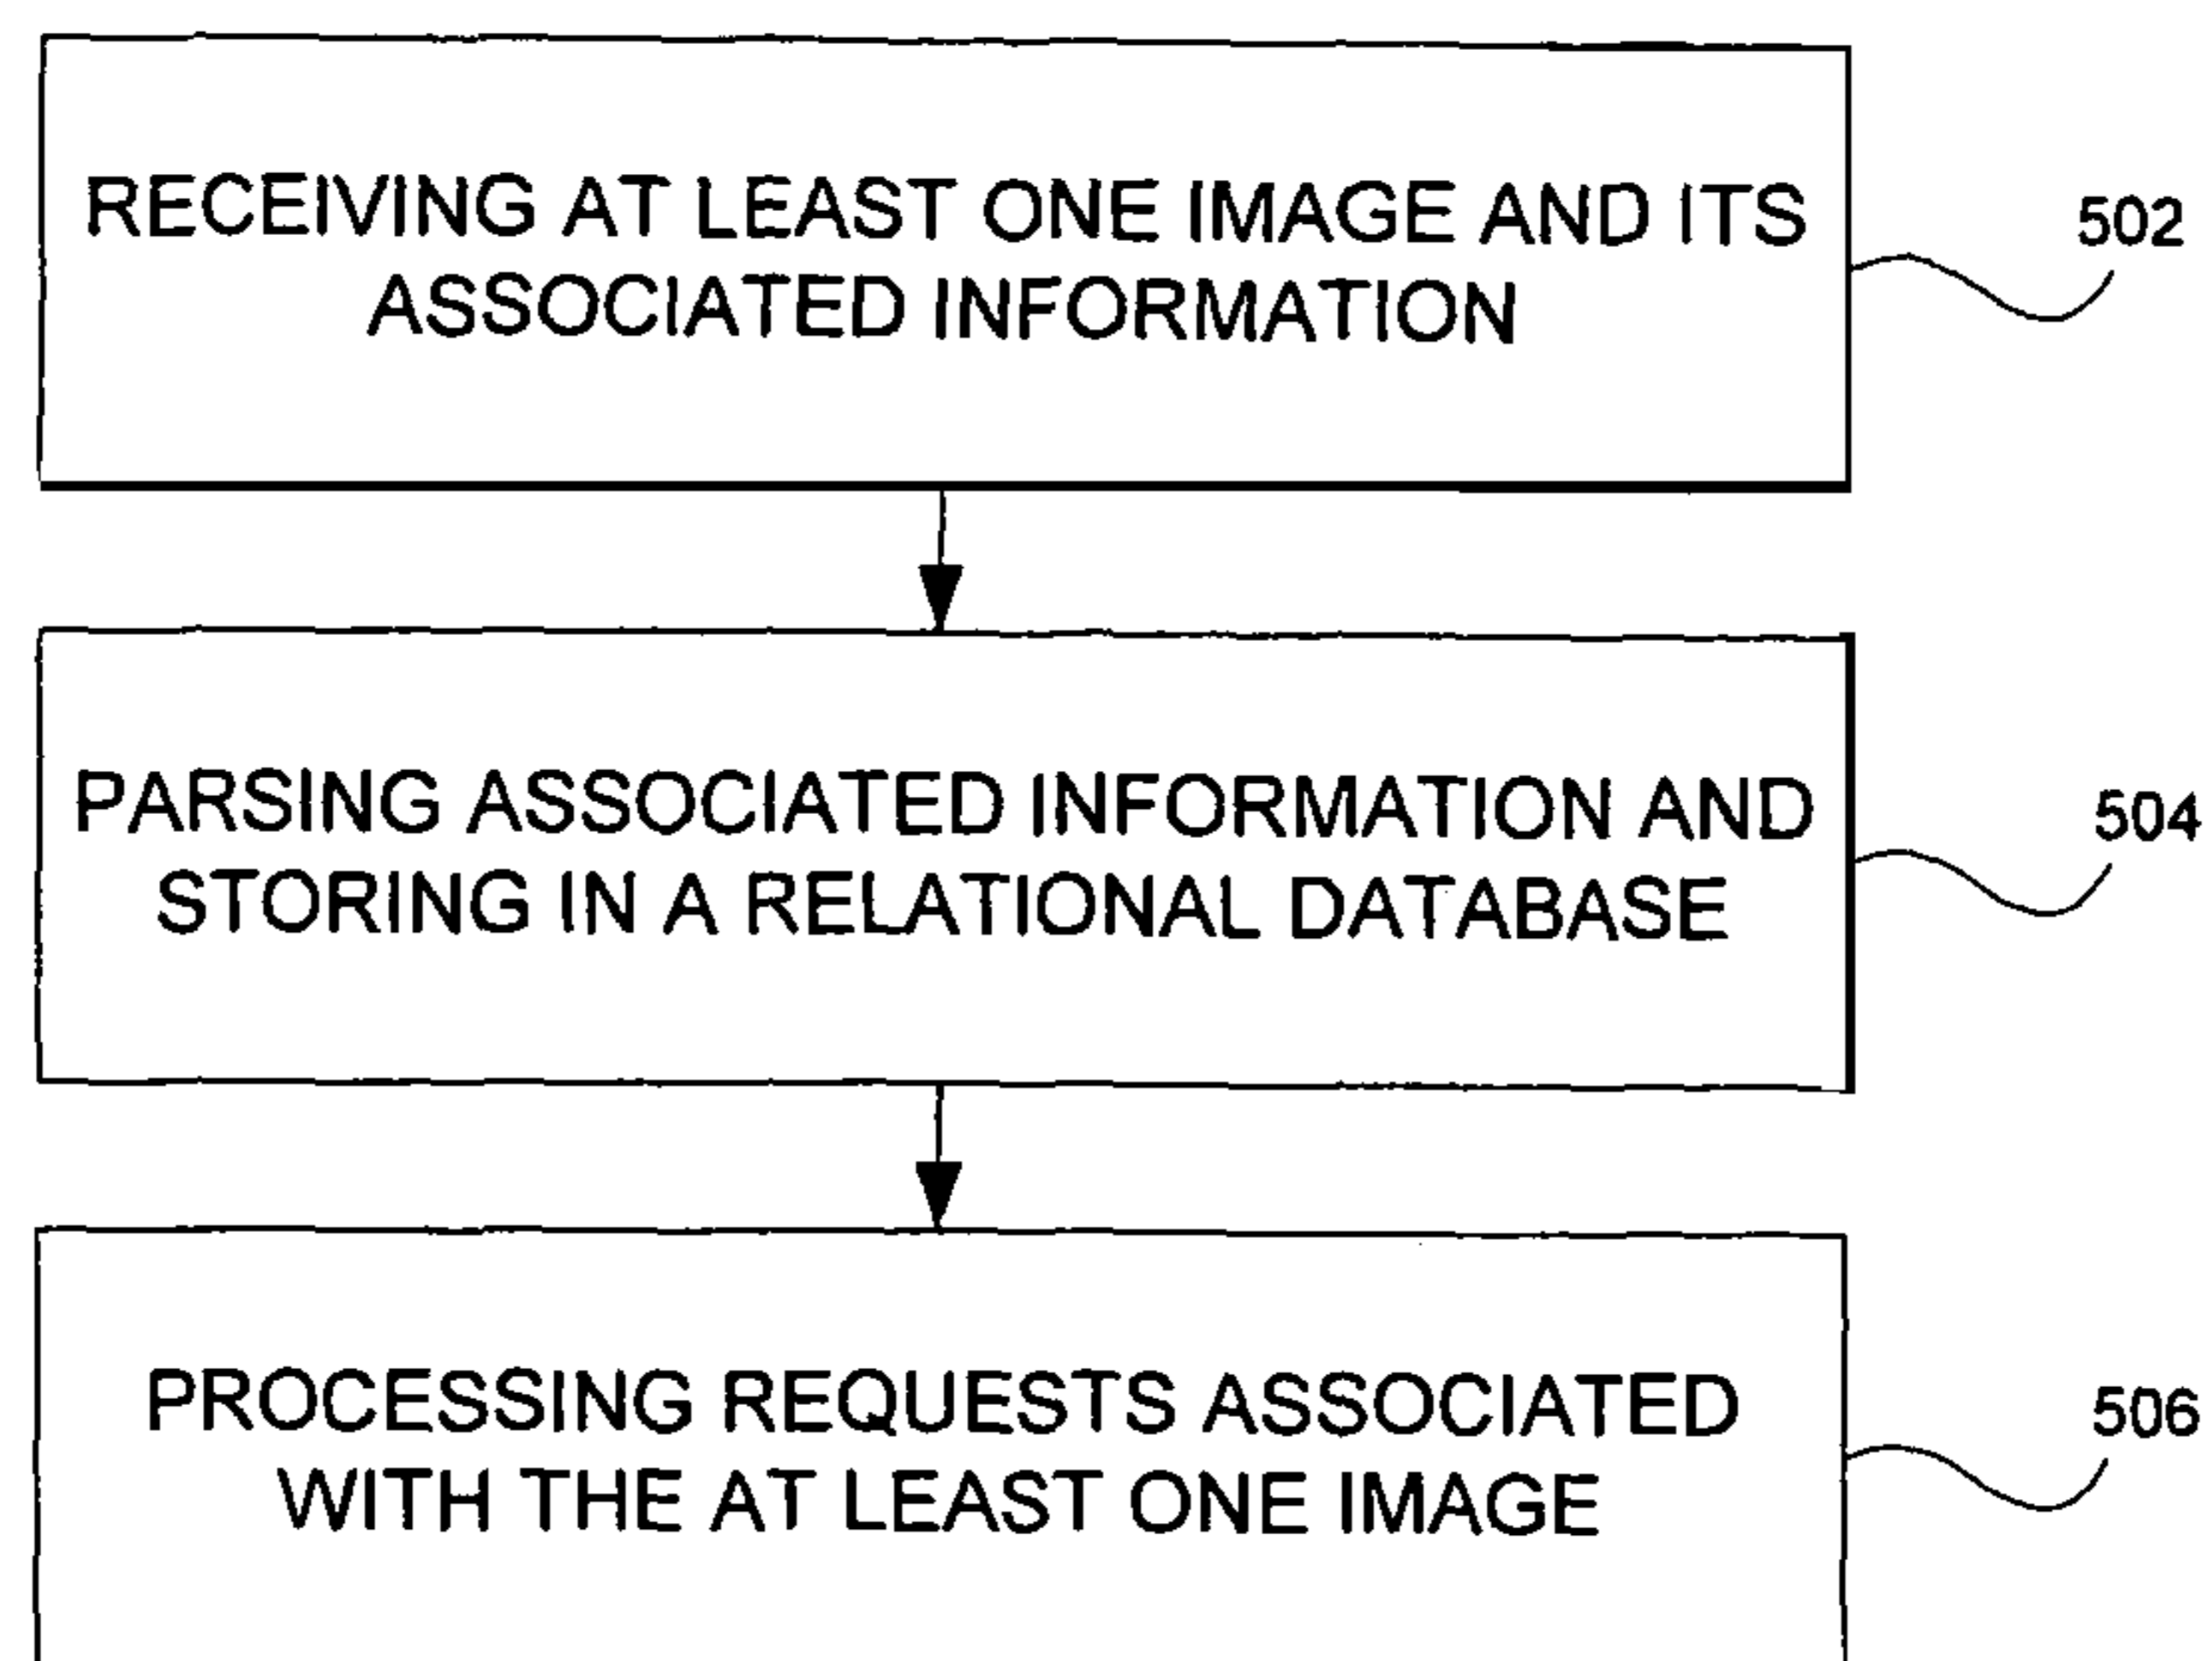 RECEIVING AT LEAST ONE IMAGE AND ITS
ASSOCIATED INFORMATION
502
PARSING ASSOCIATED INFORMATION AND
STORING IN A RELATIONAL DATABASE
504
PROCESSING REQUESTS ASSOCIATED
WITH THE AT LEAST ONE IMAGE
506